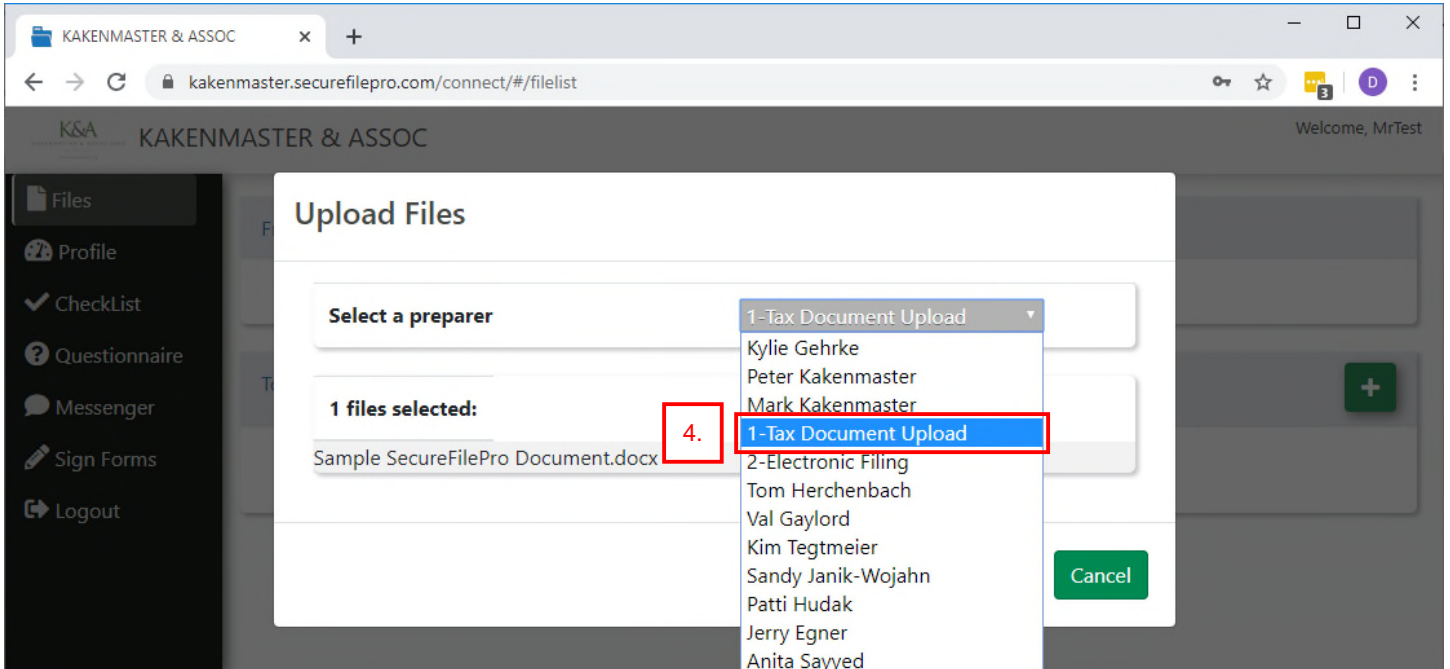 KAKENMASTER & ASSOC
kakenmaster.securefilepro.com/connect/#/filelist
3
D
K&A
KAKENMASTER & ASSOC
Welcome, MrTest
Files
Profile
CheckList
Questionnaire
Messenger
Sign Forms
Logout
Upload Files
Select a preparer
1-Tax Document Upload
Kylie Gehrke
Peter Kakenmaster
Mark Kakenmaster
1-Tax Document Upload
2-Electronic Filing
Tom Herchenbach
Val Gaylord
Kim Tegtmeier
Sandy Janik-Wojahn
Patti Hudak
Jerry Egner
Anita Sayyed
1 files selected:
4.
Sample SecureFilePro Document.docx
Cancel